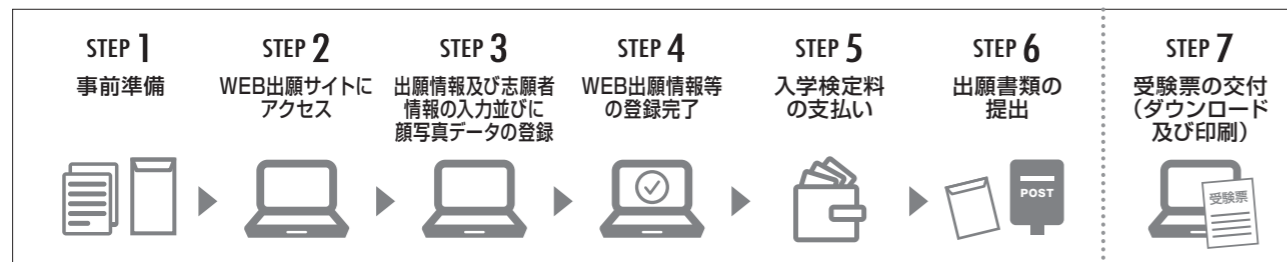 STEP 1
事前準備
STEP 2
WEB出願サイトに
アクセス
STEP 3
出願情報及び志願者
情報の入力並びに
顔写真データの登録
STEP 4
WEB出願情報等
の登録完了
STEP 5
入学検定料
の支払い
STEP 6
出願書類の
提出
POST
STEP 7
受験票の交付
(ダウンロード
及び印刷)
受験票